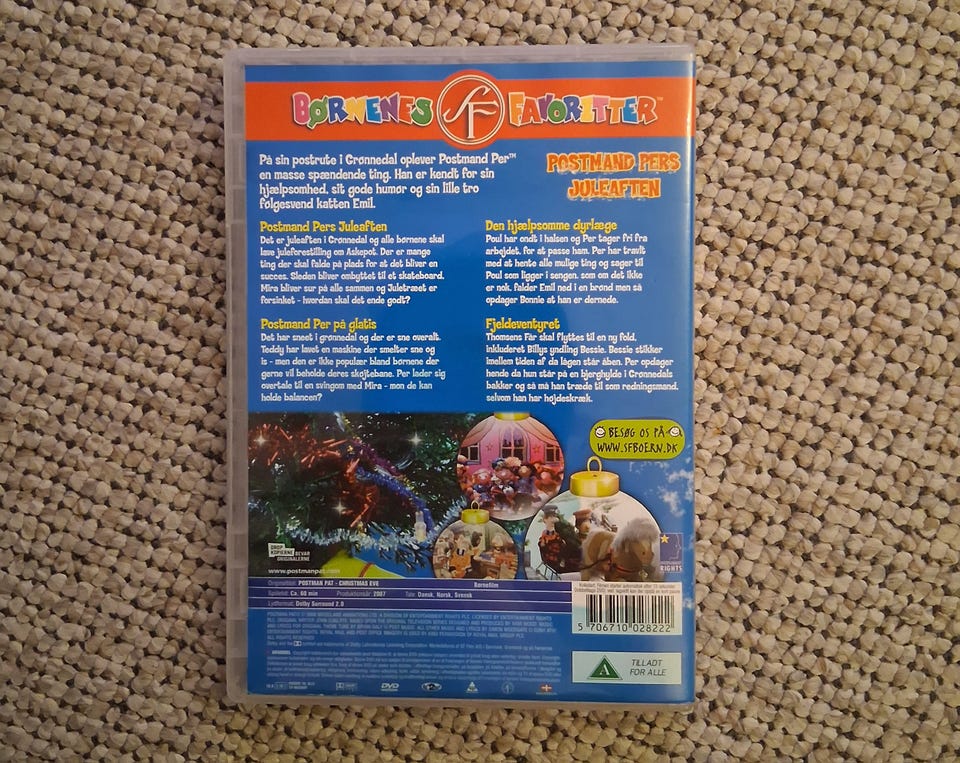 BØRNENES SF FAVORITTER™
På sin postrute i Grønnedal oplever Postmand Per™
en masse spændende ting. Han er kendt for sin
hjælpsomhed, sit gode humør og sin lille tro
følgesvend katten Emil.
POSTMAND PERS
JULEAFTEN
Postmand Pers Juleaften
Det er juleaften i Grønnedal og alle børnene skal
lave juleforestilling om Askepot. Der er mange
ting der skal falde på plads for at det bliver en
succes. Sleden bliver ombyttet til et skateboard.
Mira bliver sur på alle sammen og Juletræet er
forsinket - hvordan skal det ende godt?
Den hjælpsomme dyrlæge
Poul har ondt i halsen og Per tager fri fra
arbejdet, for at passe ham. Per har travlt
med at hente alle mulige ting og sager til
Poul som ligger i sengen, som om det ikke
er nok, falder Emil ned i en brønd men så
opdager Bonnie at han er dernede.
Postmand Per på glatis
Det har sneet i grønnedal og der er sne overalt.
Teddy har lavet en maskine der smelter sne og
is - men den er ikke populær bland børnene der
gerne vil beholde deres skøjtebane. Per lader sig
overtale til en svingom med Mira - mon de kan
holde balancen?
Fjeldeventyret
Thomsens Får skal flyttes til en ny fold,
inkluderet Billys yndling Bessie. Bessie stikker
imellem tiden af da lågen står åben. Per opdager
hende da hun står på en bjerghylde i Grønnedals
bakker og så må han træde til som redningsmand,
selvom han har højdeskræk.
BESØG OS PÅ
WWW.SFBOERN.DK
DROP
KOPIERNE BEVAR
ORIGINALERNE
www.postmanpat.com
RIGHTS
Originaltitel: POSTMAN PAT - CHRISTMAS EVE Børnefilm
Spilletid: Ca. 60 min Produktionsår: 2007 Tale: Dansk, Norsk, Svensk
Lydformat: Dolby Surround 2.0
5 706710 028222
A
TILLADT
FOR ALLE
DVD